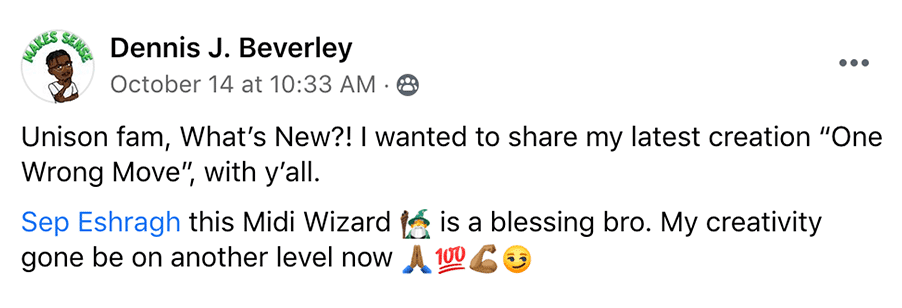 MAKES SENSE
Dennis J. Beverley
October 14 at 10:33 AM ·
Unison fam, What’s New?! I wanted to share my latest creation “One
Wrong Move”, with y’all.
Sep Eshragh this Midi Wizard 🧙‍♂️ is a blessing bro. My creativity
gone be on another level now 🙏🏾💯💪🏾😏